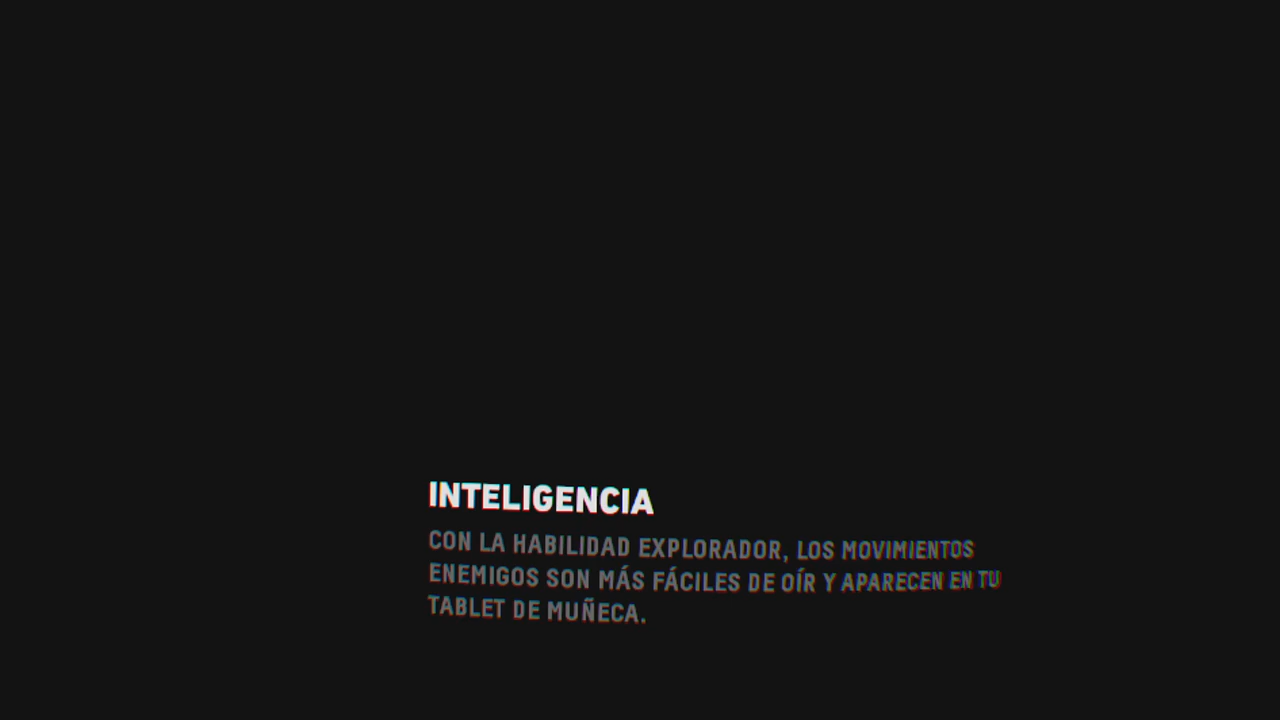 INTELIGENCIA
CON LA HABILIDAD EXPLORADOR, LOS MOVIMIENTOS
ENEMIGOS SON MÁS FÁCILES DE OÍR Y APARECEN EN TU
TABLET DE MUÑECA.